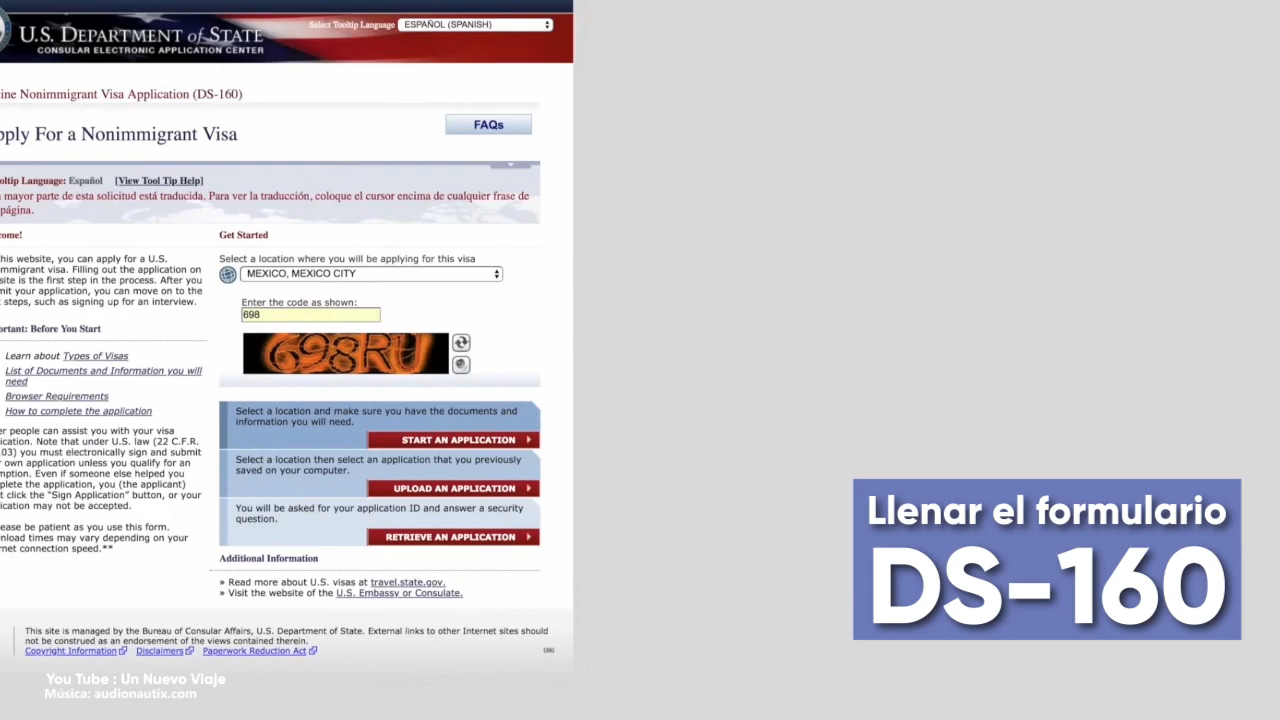 U.S. DEPARTMENT of STATE
CONSULAR ELECTRONIC APPLICATION CENTER
Select Tooltip Language ESPAÑOL (SPANISH)
ine Nonimmigrant Visa Application (DS-160)
pply For a Nonimmigrant Visa
FAQs
oltip Language: Español [View Tool Tip Help]
mayor parte de esta solicitud está traducida. Para ver la traducción, coloque el cursor encima de cualquier frase de
página.
come!
this website, you can apply for a U.S.
mmigrant visa. Filling out the application on
site is the first step in the process. After you
mit your application, you can move on to the
t steps, such as signing up for an interview.
ortant: Before You Start
Learn about Types of Visas
List of Documents and Information you will
need
Browser Requirements
How to complete the application
er people can assist you with your visa
ication. Note that under U.S. law (22 C.F.R.
.03) you must electronically sign and submit
r own application unless you qualify for an
mption. Even if someone else helped you
plete the application, you (the applicant)
t click the “Sign Application” button, or your
ication may not be accepted.
ease be patient as you use this form.
nload times may vary depending on your
rnet connection speed.**
Get Started
Select a location where you will be applying for this visa
MEXICO, MEXICO CITY
Enter the code as shown:
698
698RU
Select a location and make sure you have the documents and
information you will need.
START AN APPLICATION
Select a location then select an application that you previously
saved on your computer.
UPLOAD AN APPLICATION
You will be asked for your application ID and answer a security
question.
RETRIEVE AN APPLICATION
Additional Information
» Read more about U.S. visas at travel.state.gov.
» Visit the website of the U.S. Embassy or Consulate.
This site is managed by the Bureau of Consular Affairs, U.S. Department of State. External links to other Internet sites should
not be construed as an endorsement of the views contained therein.
Copyright Information Disclaimers Paperwork Reduction Act
Llenar el formulario
DS-160
You Tube : Un Nuevo Viaje
Música: audionautix.com